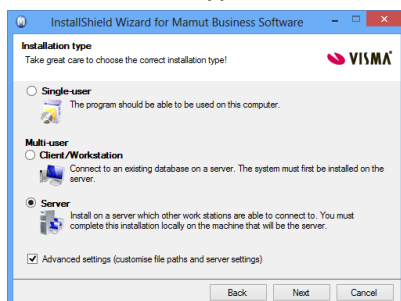 InstallShield Wizard for Mamut Business Software
Installation type
Take great care to choose the correct installation type!
VISMA
Single-user
The program should be able to be used on this computer.
Multi-user
Client/Workstation
Connect to an existing database on a server. The system must first be installed on the
server.
Server
Install on a server which other work stations are able to connect to. You must
complete this installation locally on the machine that will be the server.
Advanced settings (customise file paths and server settings)
Back Next Cancel